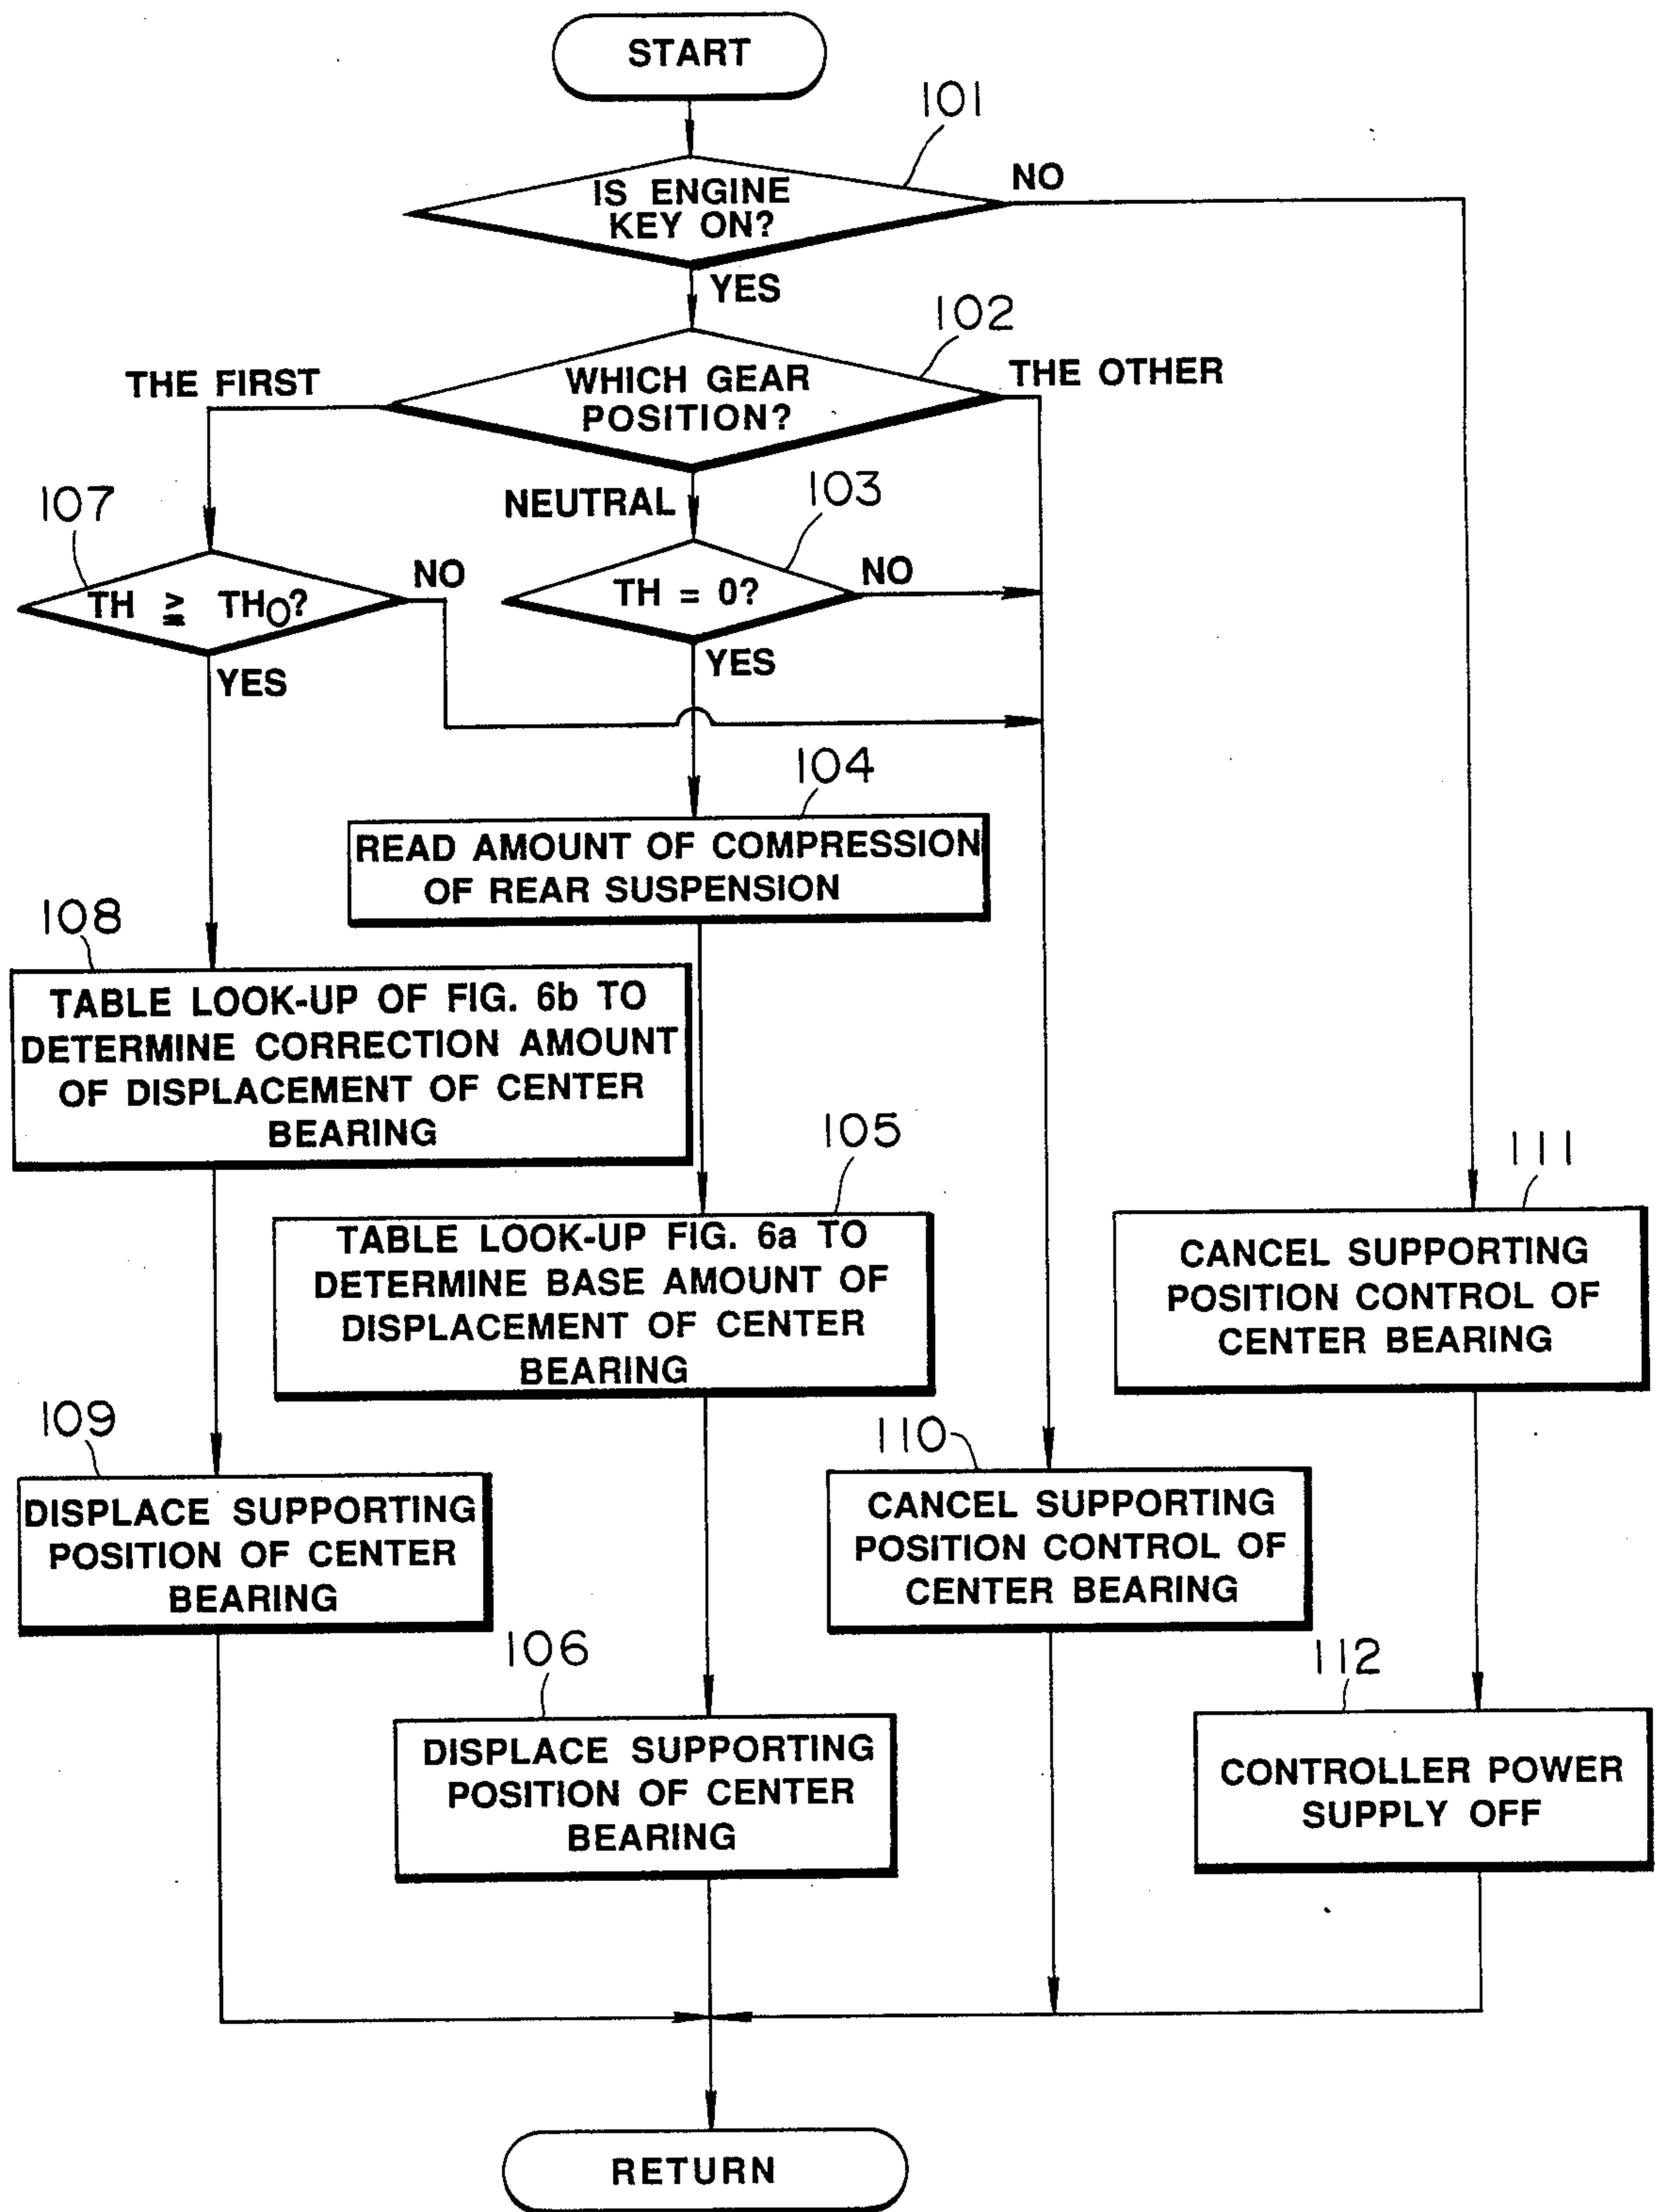 START
101
IS ENGINE
KEY ON?
NO
YES
102
THE FIRST
WHICH GEAR
POSITION?
THE OTHER
NEUTRAL
103
107
TH ≧ TH0?
NO
TH = 0?
NO
YES
YES
104
READ AMOUNT OF COMPRESSION
OF REAR SUSPENSION
108
TABLE LOOK-UP OF FIG. 6b TO
DETERMINE CORRECTION AMOUNT
OF DISPLACEMENT OF CENTER
BEARING
105
TABLE LOOK-UP FIG. 6a TO
DETERMINE BASE AMOUNT OF
DISPLACEMENT OF CENTER
BEARING
111
CANCEL SUPPORTING
POSITION CONTROL OF
CENTER BEARING
109
DISPLACE SUPPORTING
POSITION OF CENTER
BEARING
110
CANCEL SUPPORTING
POSITION CONTROL OF
CENTER BEARING
106
DISPLACE SUPPORTING
POSITION OF CENTER
BEARING
112
CONTROLLER POWER
SUPPLY OFF
RETURN